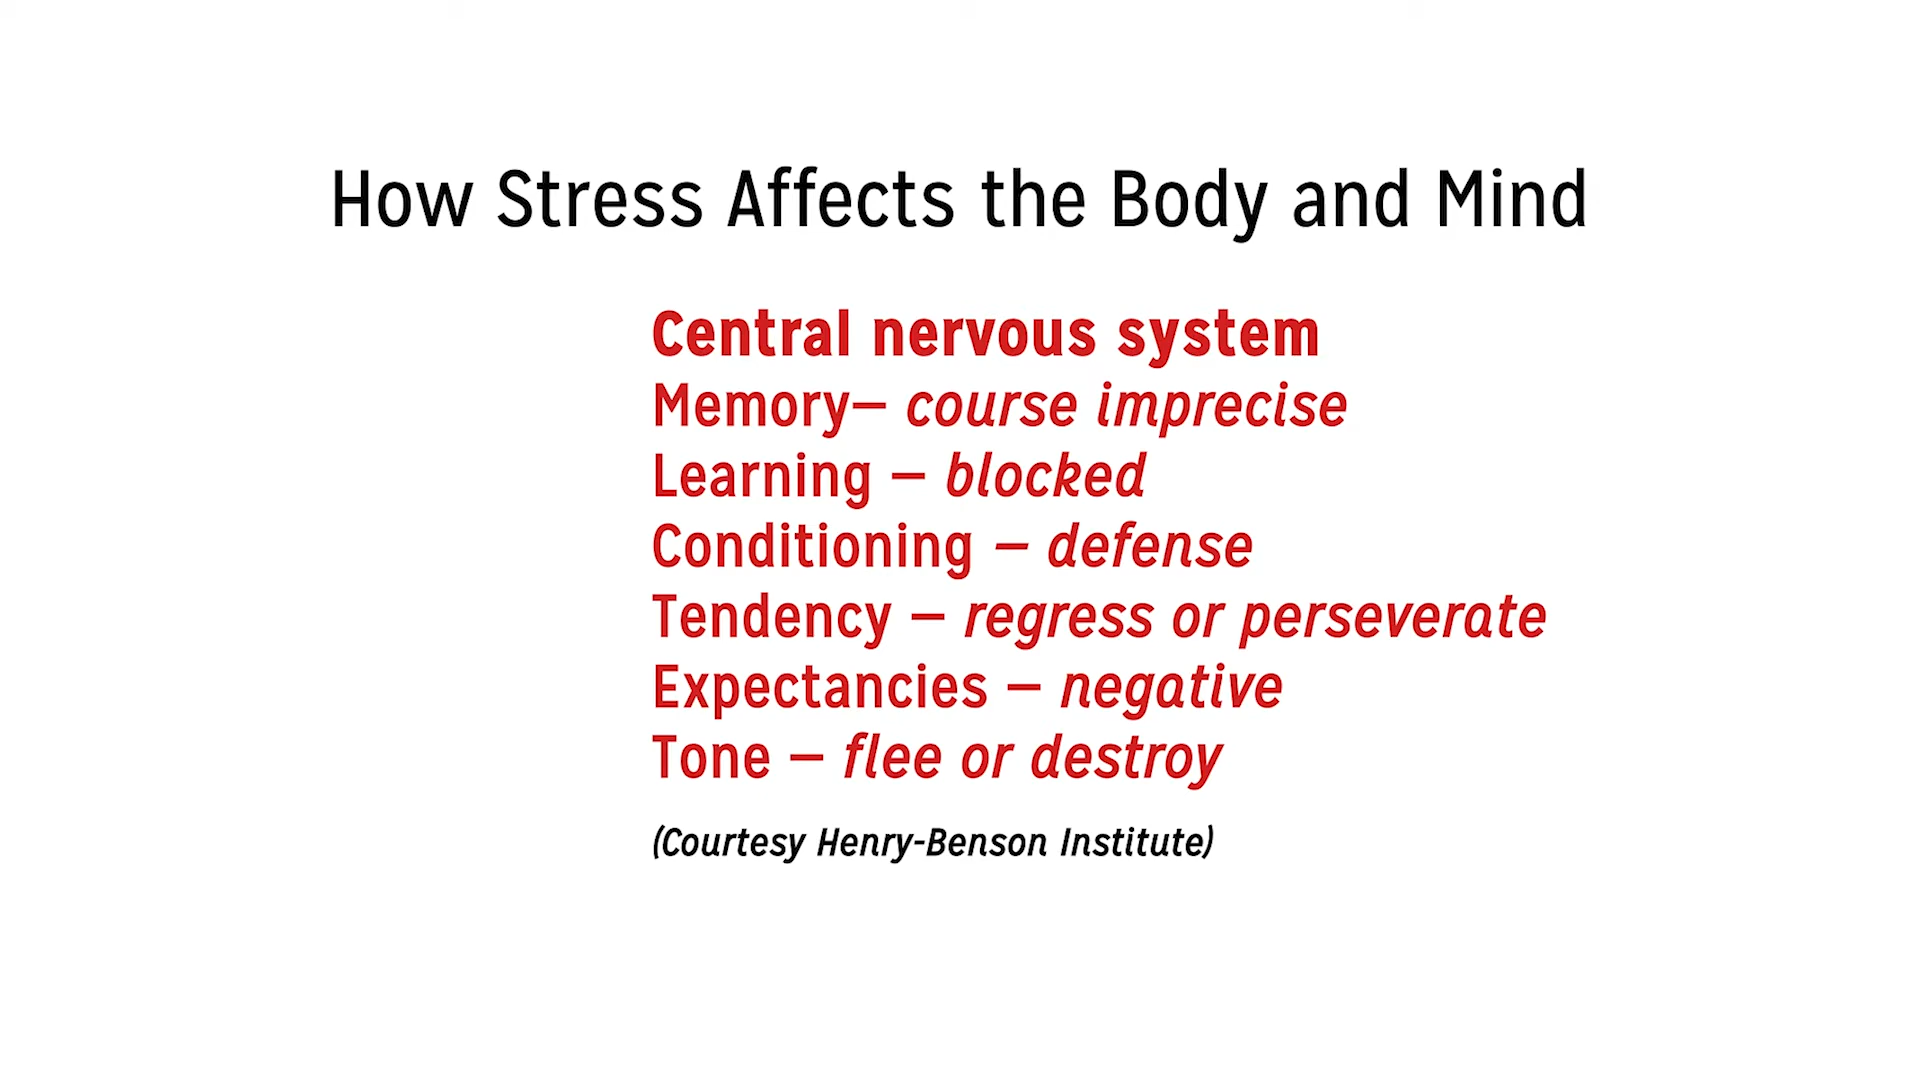 How Stress Affects the Body and Mind
Central nervous system
Memory— course imprecise
Learning — blocked
Conditioning — defense
Tendency — regress or perseverate
Expectancies — negative
Tone — flee or destroy
(Courtesy Henry-Benson Institute)